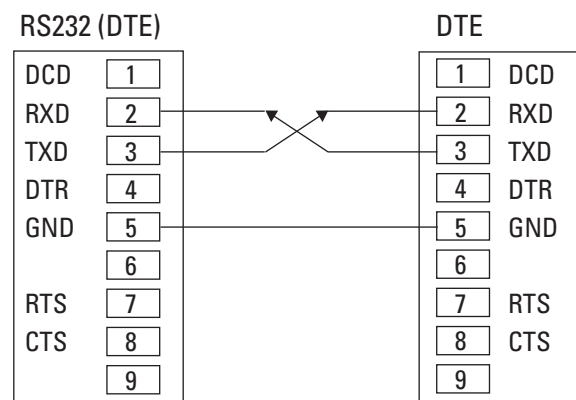 RS232 (DTE) DTE
DCD 1 1 DCD
RXD 2 2 RXD
TXD 3 3 TXD
DTR 4 4 DTR
GND 5 5 GND
6 6
RTS 7 7 RTS
CTS 8 8 CTS
9 9